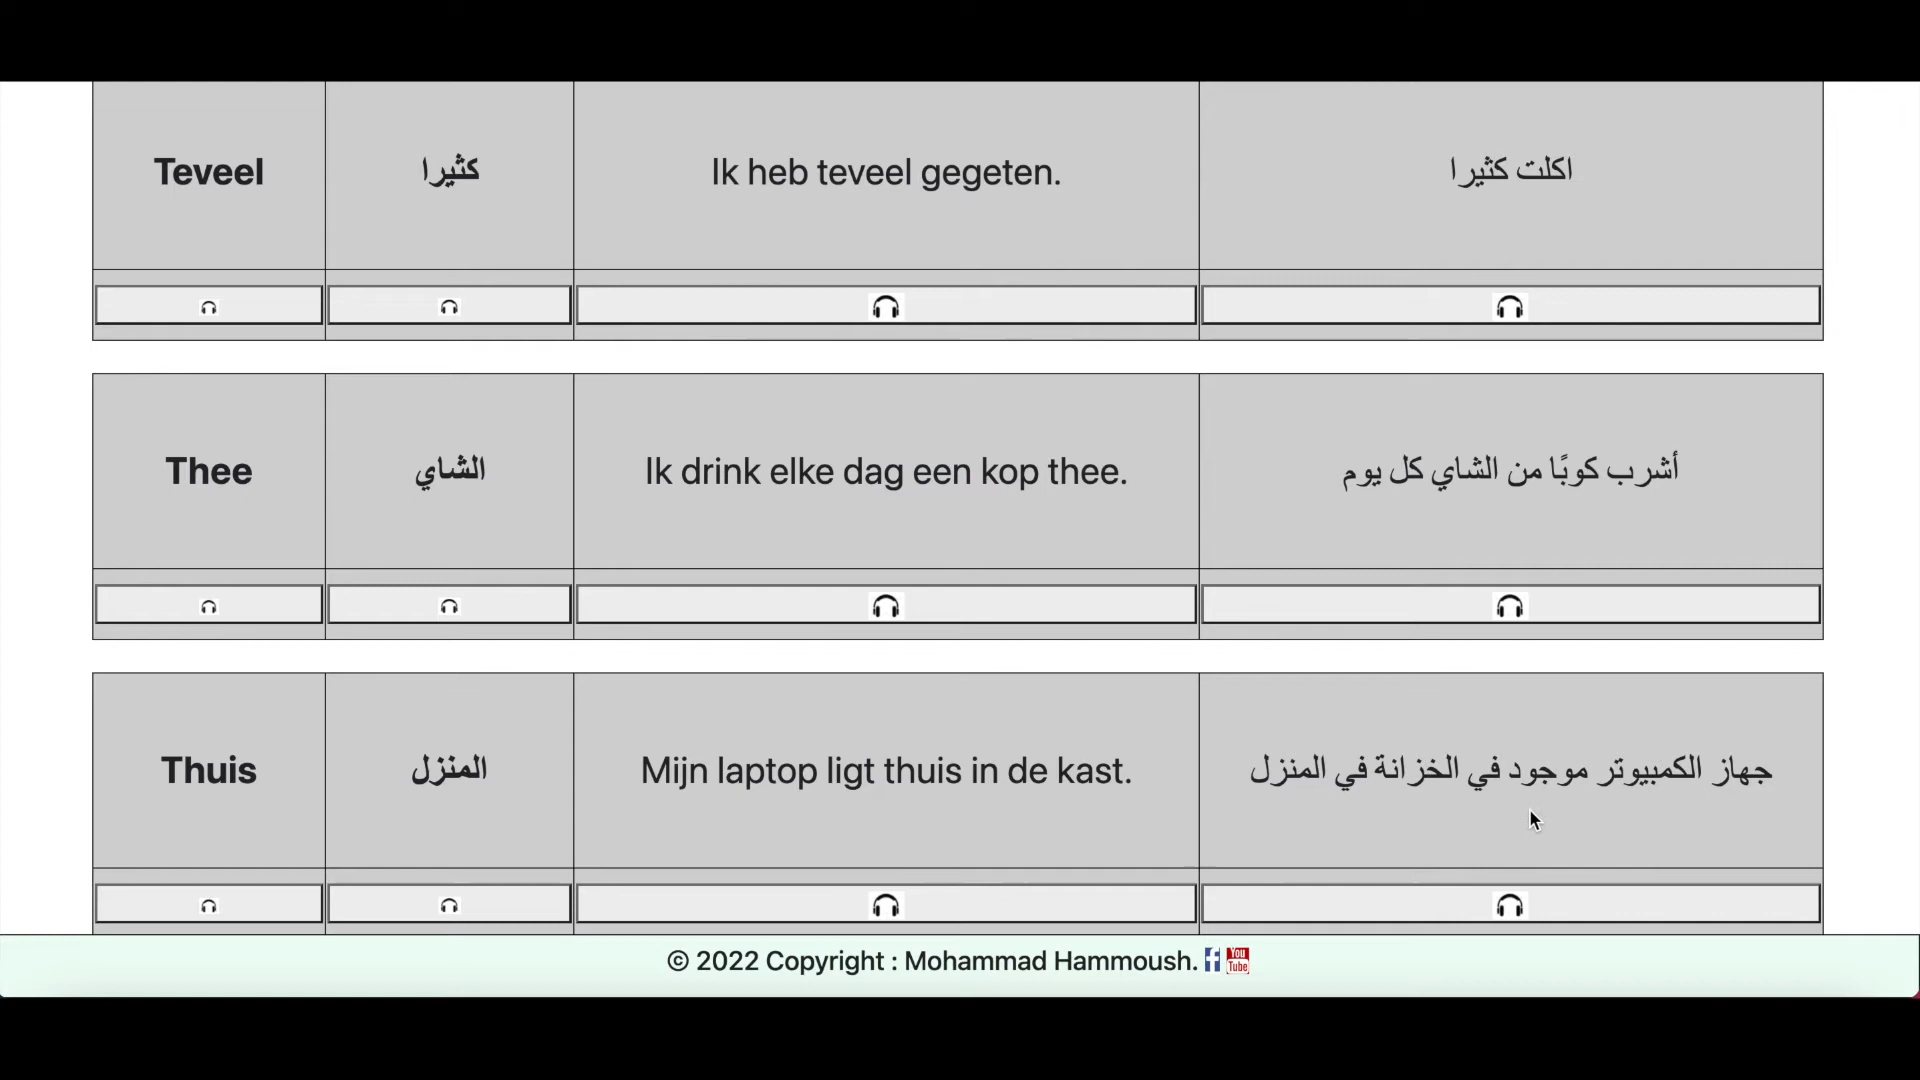 Teveel
كثيرا
Ik heb teveel gegeten.
اكلت كثيرا
Thee
الشاي
Ik drink elke dag een kop thee.
أشرب كوبًا من الشاي كل يوم
Thuis
المنزل
Mijn laptop ligt thuis in de kast.
جهاز الكمبيوتر موجود في الخزانة في المنزل
© 2022 Copyright : Mohammad Hammoush. f You Tube